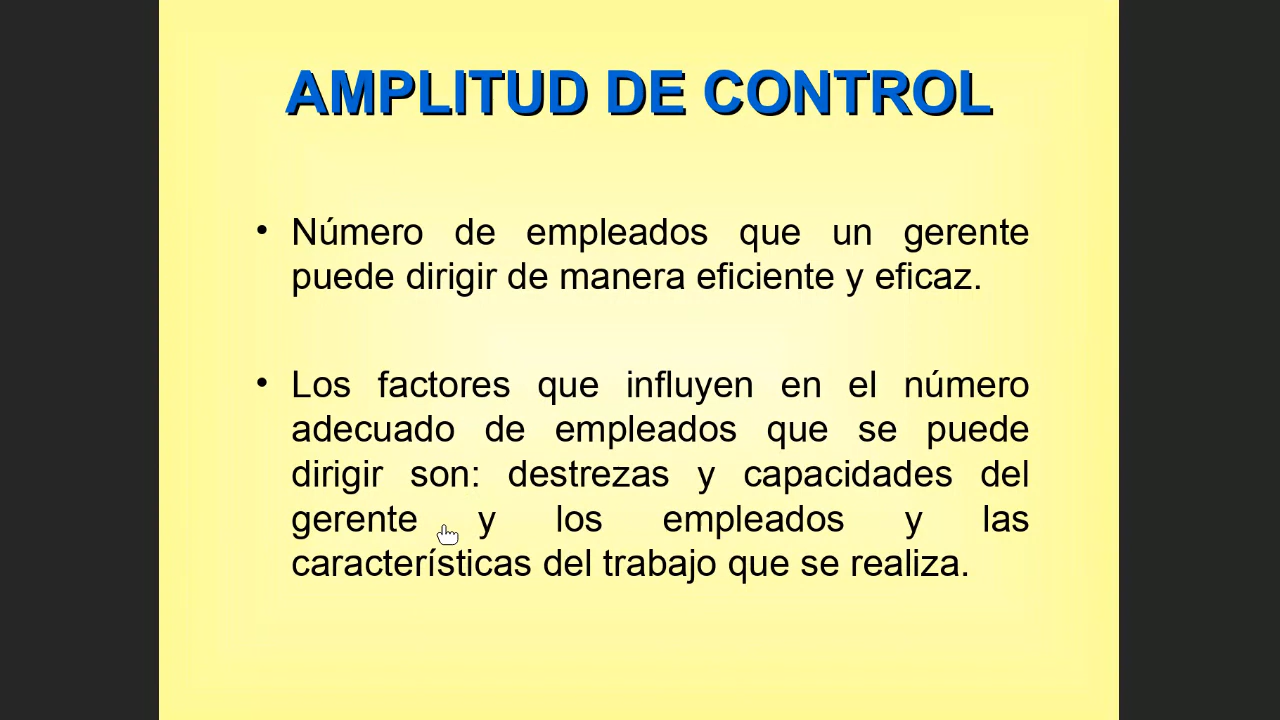 AMPLITUD DE CONTROL
• Número de empleados que un gerente
puede dirigir de manera eficiente y eficaz.
• Los factores que influyen en el número
adecuado de empleados que se puede
dirigir son: destrezas y capacidades del
gerente y los empleados y las
características del trabajo que se realiza.